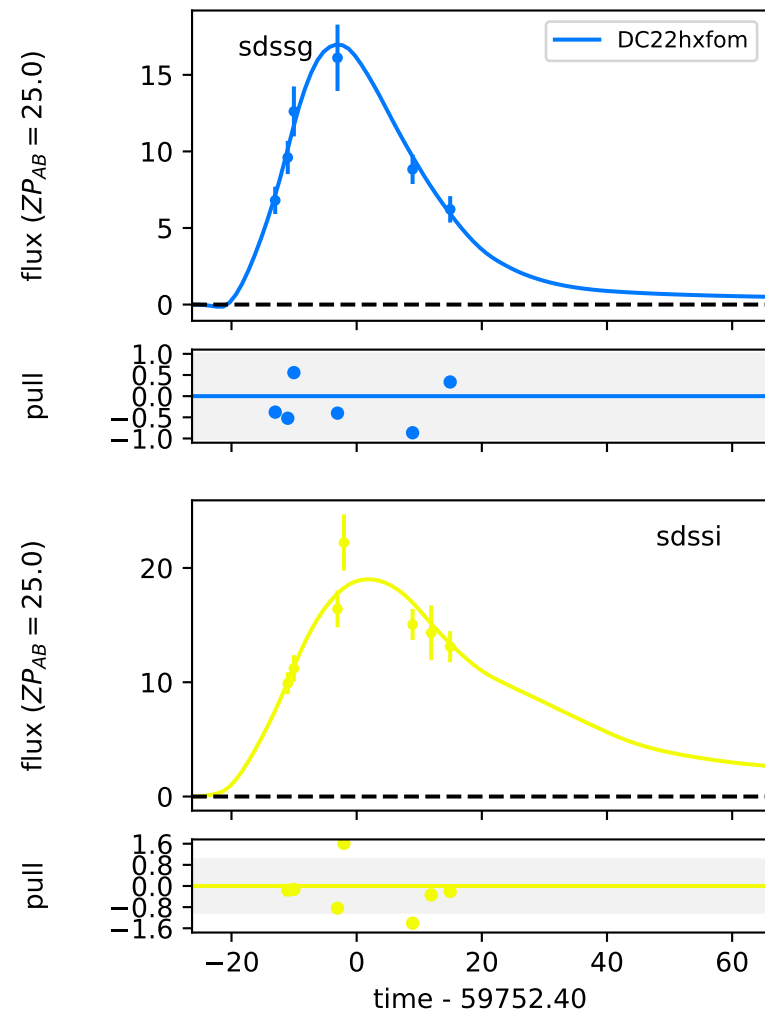 sdssg
DC22hxfom
flux (ZP_AB = 25.0)
15
10
5
0
pull
1.0
0.5
0.0
−0.5
−1.0
sdssi
flux (ZP_AB = 25.0)
20
10
0
pull
1.6
0.8
0.0
−0.8
−1.6
−20 0 20 40 60
time - 59752.40